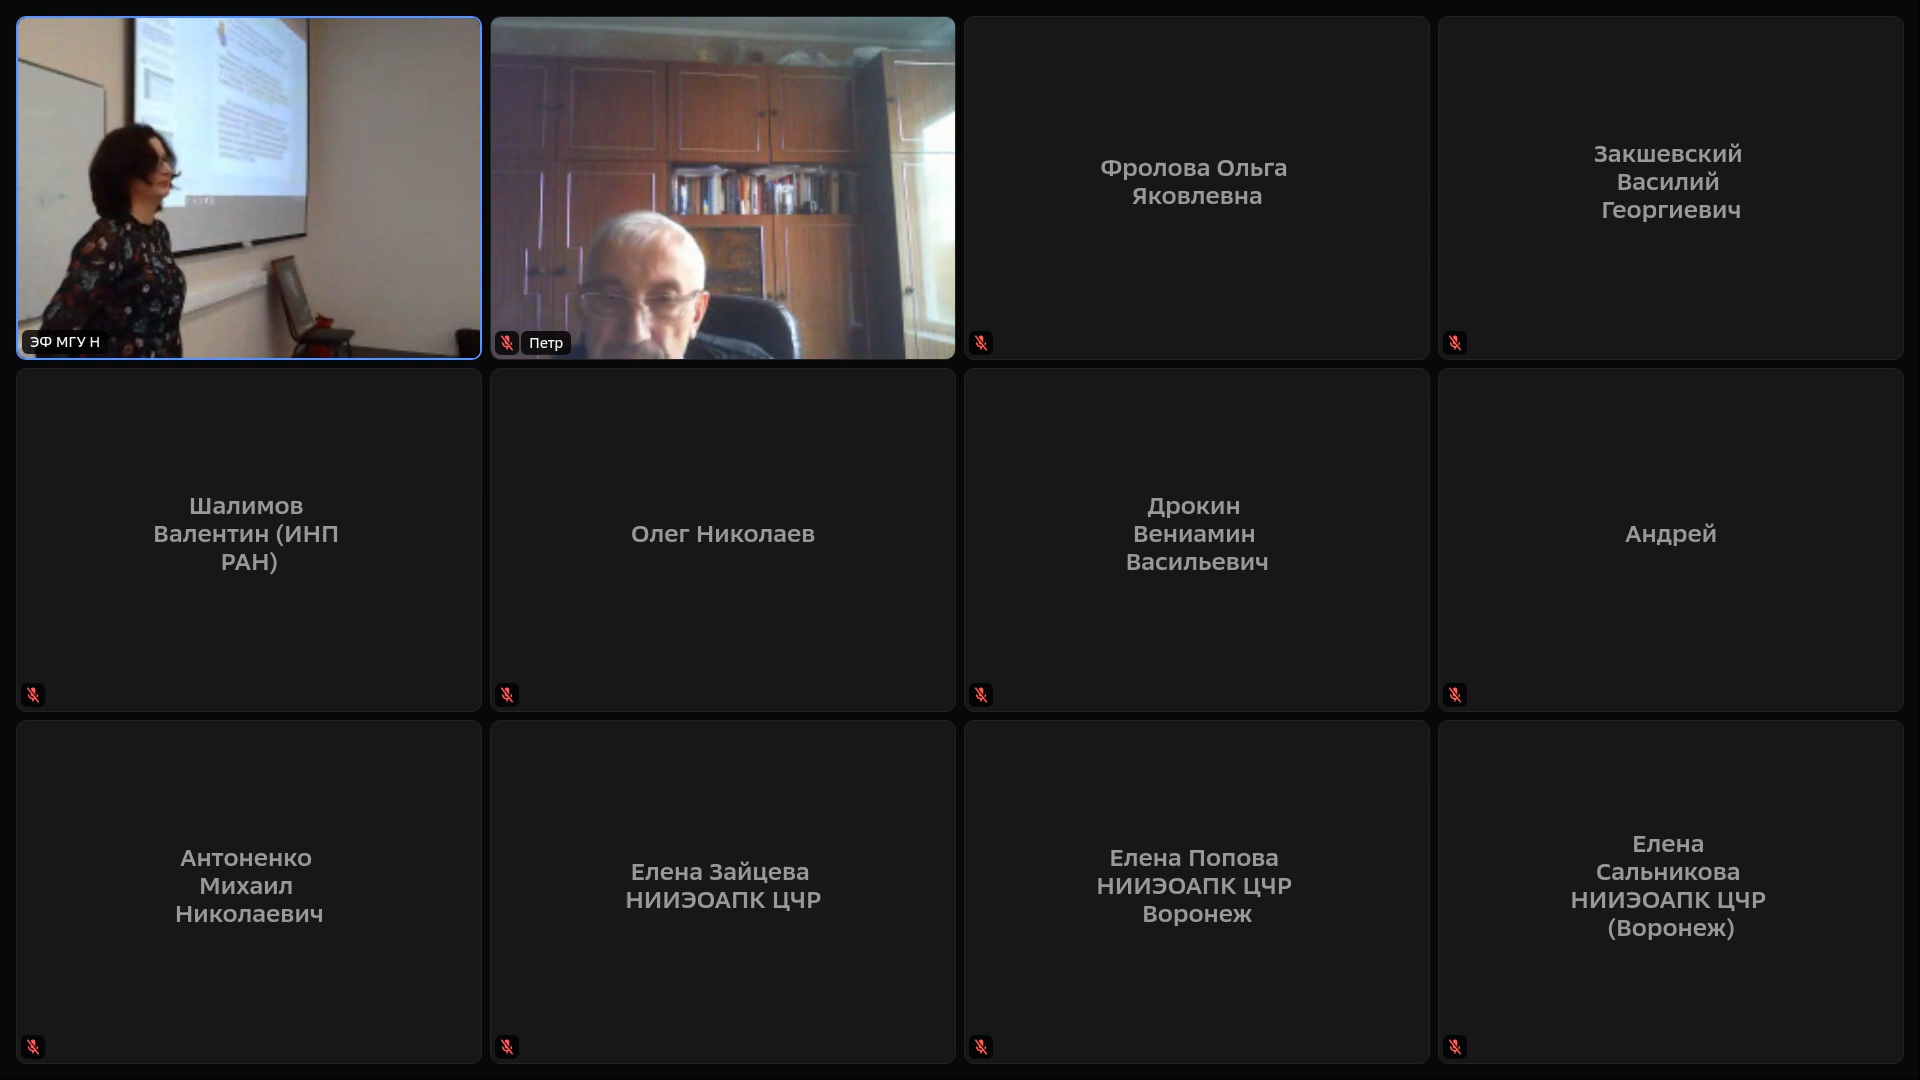 ЭФ МГУ Н
Петр
Фролова Ольга
Яковлевна
Закшевский
Василий
Георгиевич
Шалимов
Валентин (ИНП
РАН)
Олег Николаев
Дрокин
Вениамин
Васильевич
Андрей
Антоненко
Михаил
Николаевич
Елена Зайцева
НИИЭОАПК ЦЧР
Елена Попова
НИИЭОАПК ЦЧР
Воронеж
Елена
Сальникова
НИИЭОАПК ЦЧР
(Воронеж)